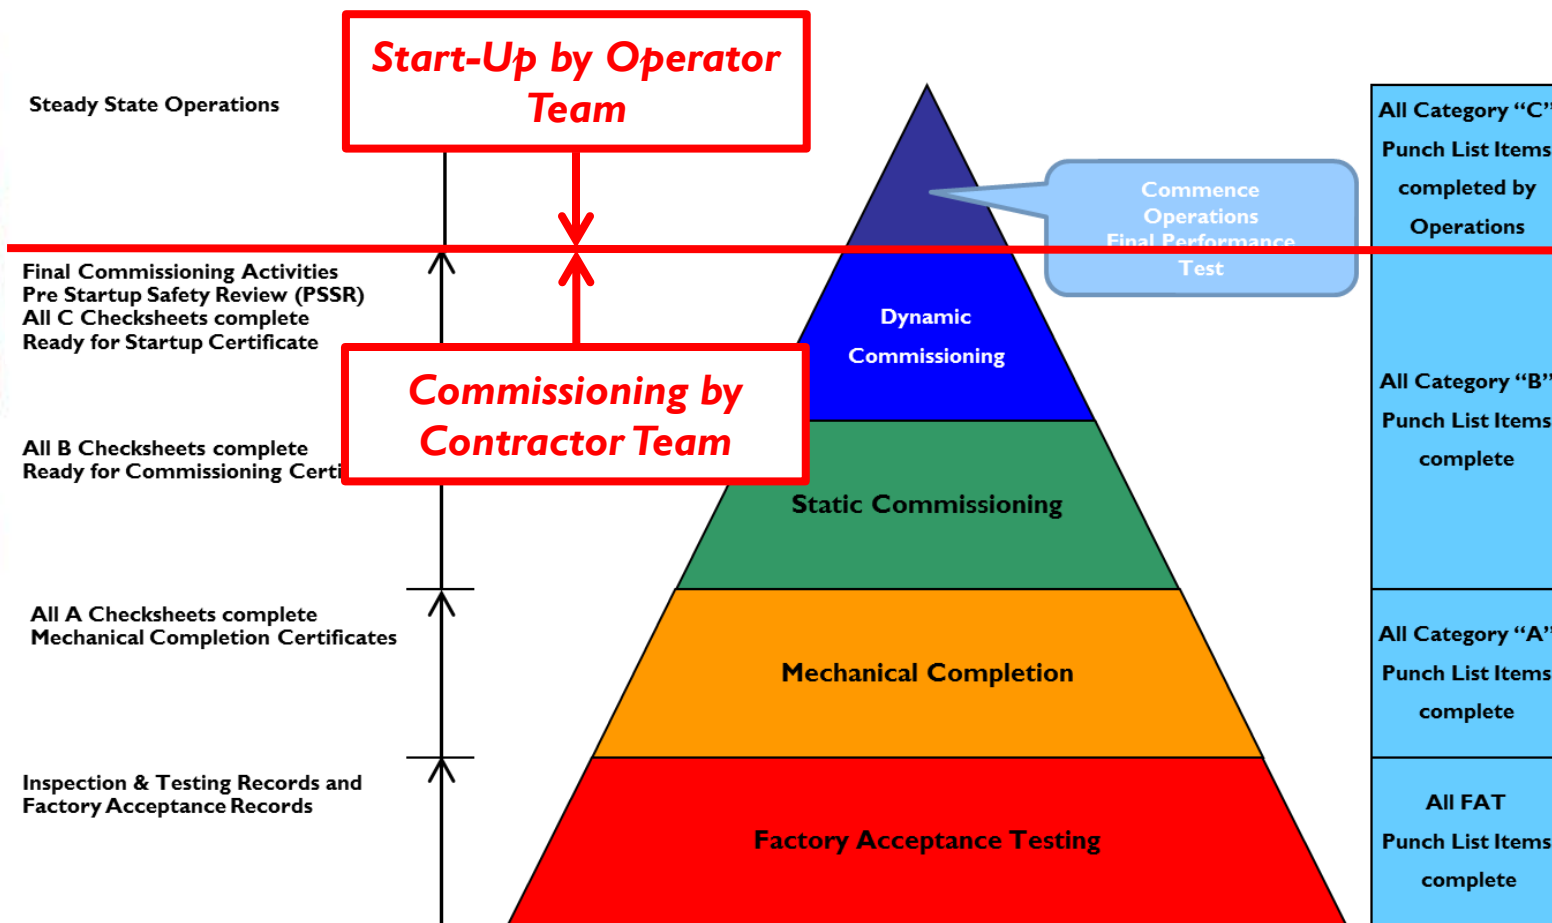 Start-Up by Operator
Team
Steady State Operations
All Category “C”
Punch List Items
completed by
Operations
Commence
Operations
Final Performance
Test
Final Commissioning Activities
Pre Startup Safety Review (PSSR)
All C Checksheets complete
Ready for Startup Certificate
Dynamic
Commissioning
Commissioning by
Contractor Team
All Category “B”
Punch List Items
complete
All B Checksheets complete
Ready for Commissioning Certi
Static Commissioning
All A Checksheets complete
Mechanical Completion Certificates
Mechanical Completion
All Category “A”
Punch List Items
complete
Inspection & Testing Records and
Factory Acceptance Records
Factory Acceptance Testing
All FAT
Punch List Items
complete